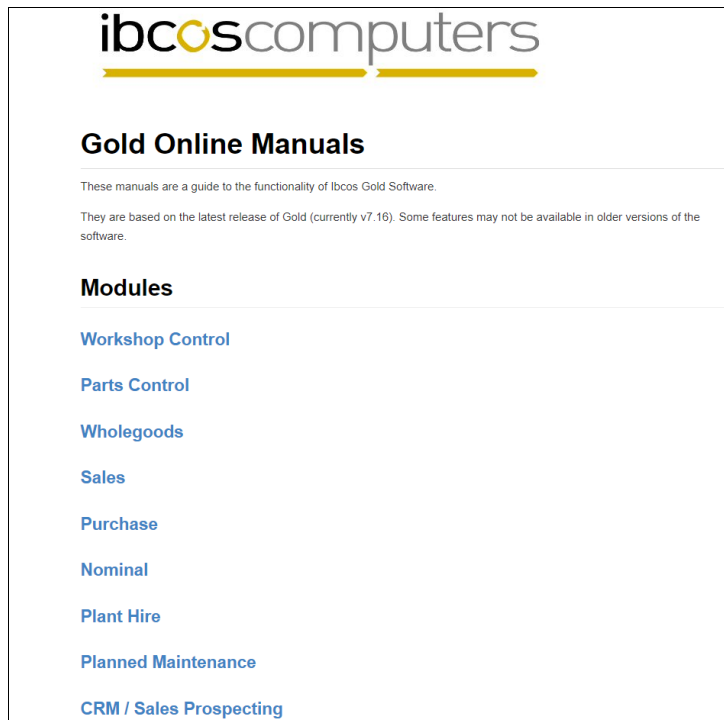 ibcoscomputers
Gold Online Manuals
These manuals are a guide to the functionality of Ibcos Gold Software.
They are based on the latest release of Gold (currently v7.16). Some features may not be available in older versions of the
software.
Modules
Workshop Control
Parts Control
Wholegoods
Sales
Purchase
Nominal
Plant Hire
Planned Maintenance
CRM / Sales Prospecting